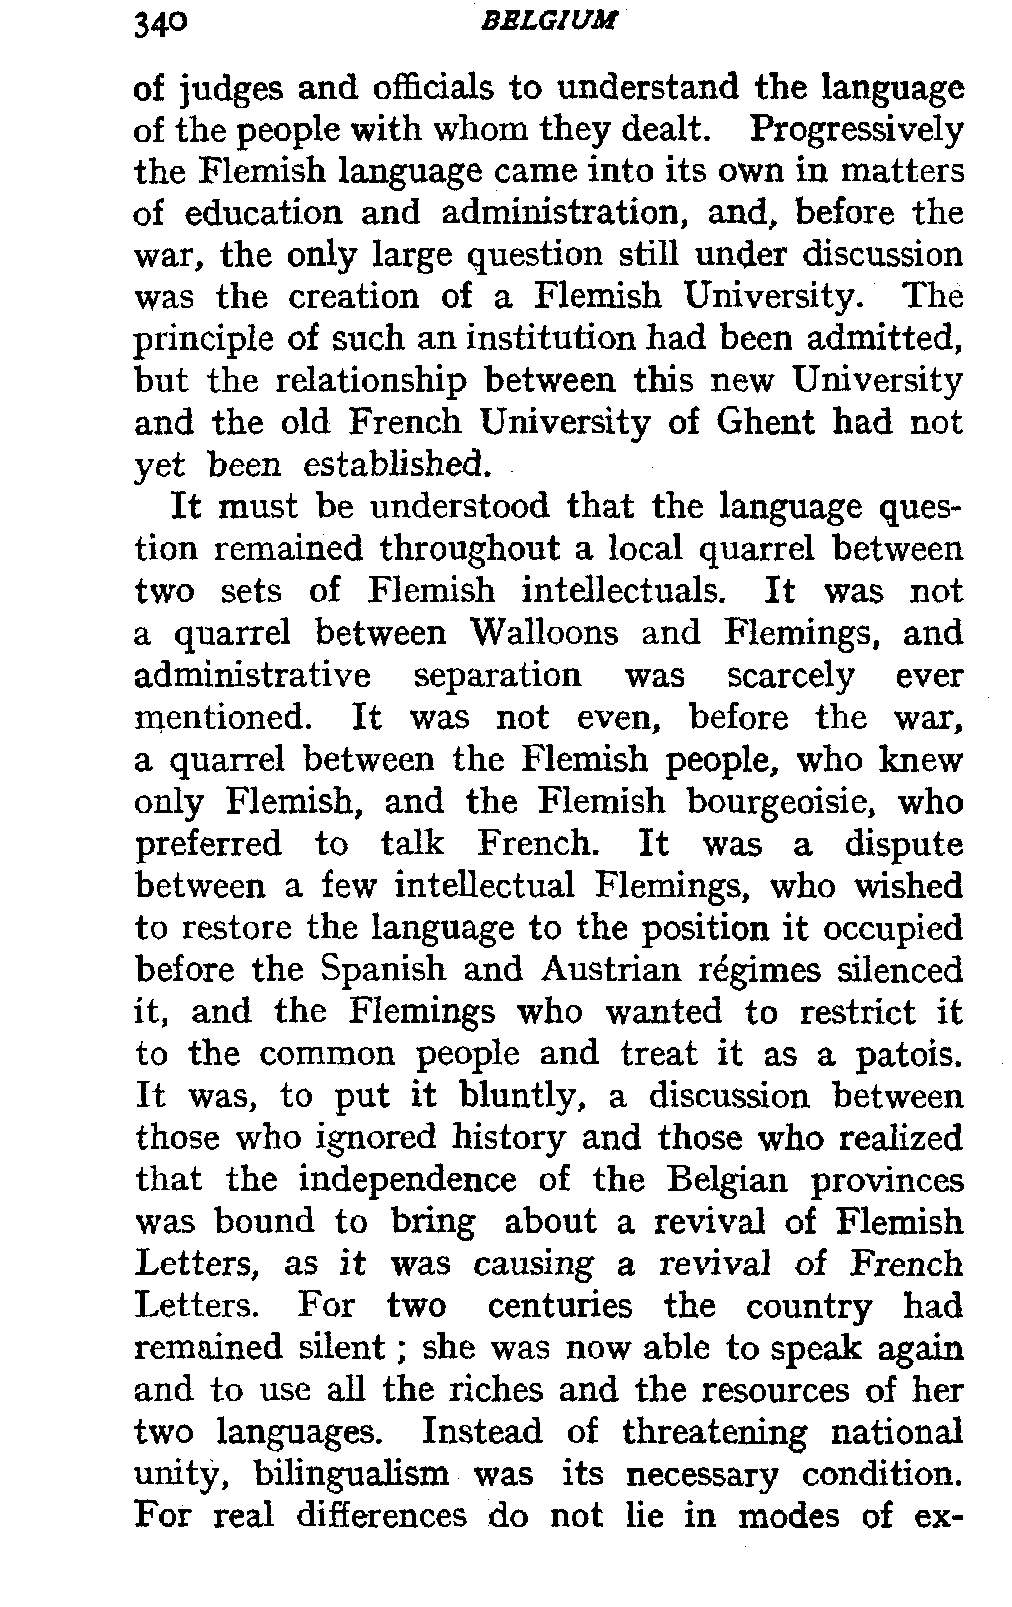 340 BELGIUM
of judges and officials to understand the language
of the people with whom they dealt. Progressively
the Flemish language came into its own in matters
of education and administration, and, before the
war, the only large question still under discussion
was the creation of a Flemish University. The
principle of such an institution had been admitted,
but the relationship between this new University
and the old French University of Ghent had not
yet been established.
It must be understood that the language ques-
tion remained throughout a local quarrel between
two sets of Flemish intellectuals. It was not
a quarrel between Walloons and Flemings, and
administrative separation was scarcely ever
mentioned. It was not even, before the war,
a quarrel between the Flemish people, who knew
only Flemish, and the Flemish bourgeoisie, who
preferred to talk French. It was a dispute
between a few intellectual Flemings, who wished
to restore the language to the position it occupied
before the Spanish and Austrian régimes silenced
it, and the Flemings who wanted to restrict it
to the common people and treat it as a patois.
It was, to put it bluntly, a discussion between
those who ignored history and those who realized
that the independence of the Belgian provinces
was bound to bring about a revival of Flemish
Letters, as it was causing a revival of French
Letters. For two centuries the country had
remained silent ; she was now able to speak again
and to use all the riches and the resources of her
two languages. Instead of threatening national
unity, bilingualism was its necessary condition.
For real differences do not lie in modes of ex-